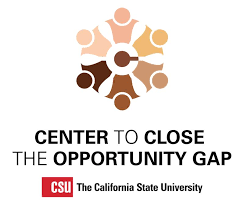 CENTER TO CLOSE
THE OPPORTUNITY GAP
CSU The California State University